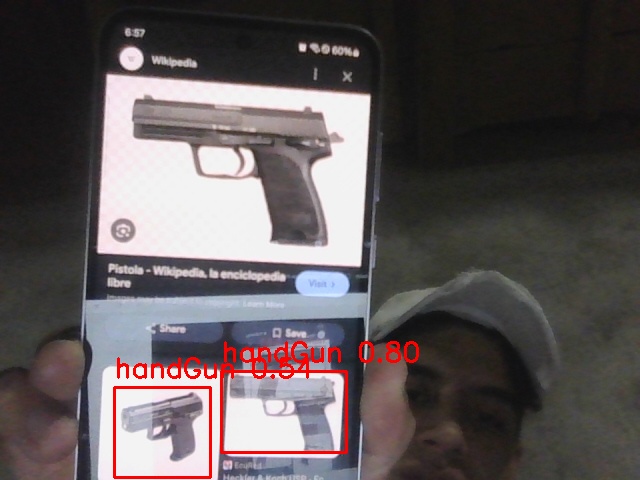 6:57
60%
Wikipedia
Pistola - Wikipedia, la enciclopedia
libre
Visit >
Images may be subject to copyright. Learn More
Share
Save
handGun 0.80
handGun 0.54
Heckler & Koch USP - En